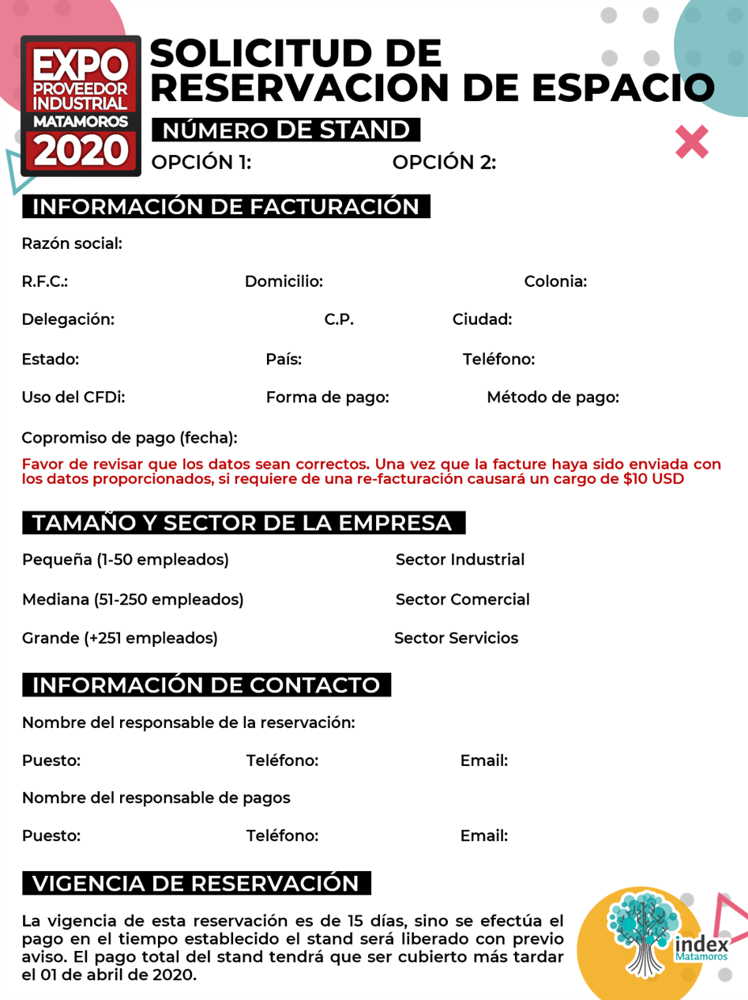 EXPO
PROVEEDOR
INDUSTRIAL
MATAMOROS
2020
SOLICITUD DE
RESERVACION DE ESPACIO
NÚMERO DE STAND
OPCIÓN 1: OPCIÓN 2:
INFORMACIÓN DE FACTURACIÓN
Razón social:
R.F.C.: Domicilio: Colonia:
Delegación: C.P. Ciudad:
Estado: País: Teléfono:
Uso del CFDi: Forma de pago: Método de pago:
Copromiso de pago (fecha):
Favor de revisar que los datos sean correctos. Una vez que la facture haya sido enviada con
los datos proporcionados, si requiere de una re-facturación causará un cargo de $10 USD
TAMAÑO Y SECTOR DE LA EMPRESA
Pequeña (1-50 empleados) Sector Industrial
Mediana (51-250 empleados) Sector Comercial
Grande (+251 empleados) Sector Servicios
INFORMACIÓN DE CONTACTO
Nombre del responsable de la reservación:
Puesto: Teléfono: Email:
Nombre del responsable de pagos
Puesto: Teléfono: Email:
VIGENCIA DE RESERVACIÓN
La vigencia de esta reservación es de 15 días, sino se efectúa el
pago en el tiempo establecido el stand será liberado con previo
aviso. El pago total del stand tendrá que ser cubierto más tardar
el 01 de abril de 2020.
index
Matamoros